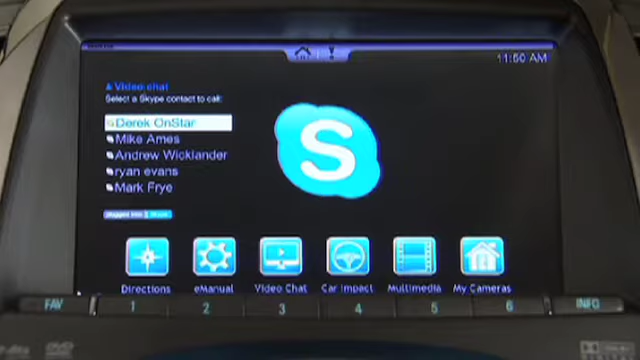 11:50 AM
Video chat
Select a Skype contact to call:
Derek OnStar
Mike Ames
Andrew Wicklander
ryan evans
Mark Frye
S
Directions eManual Video Chat Car Impact Multimedia My Cameras
FAV 1 2 3 4 5 6 INFO
DVD